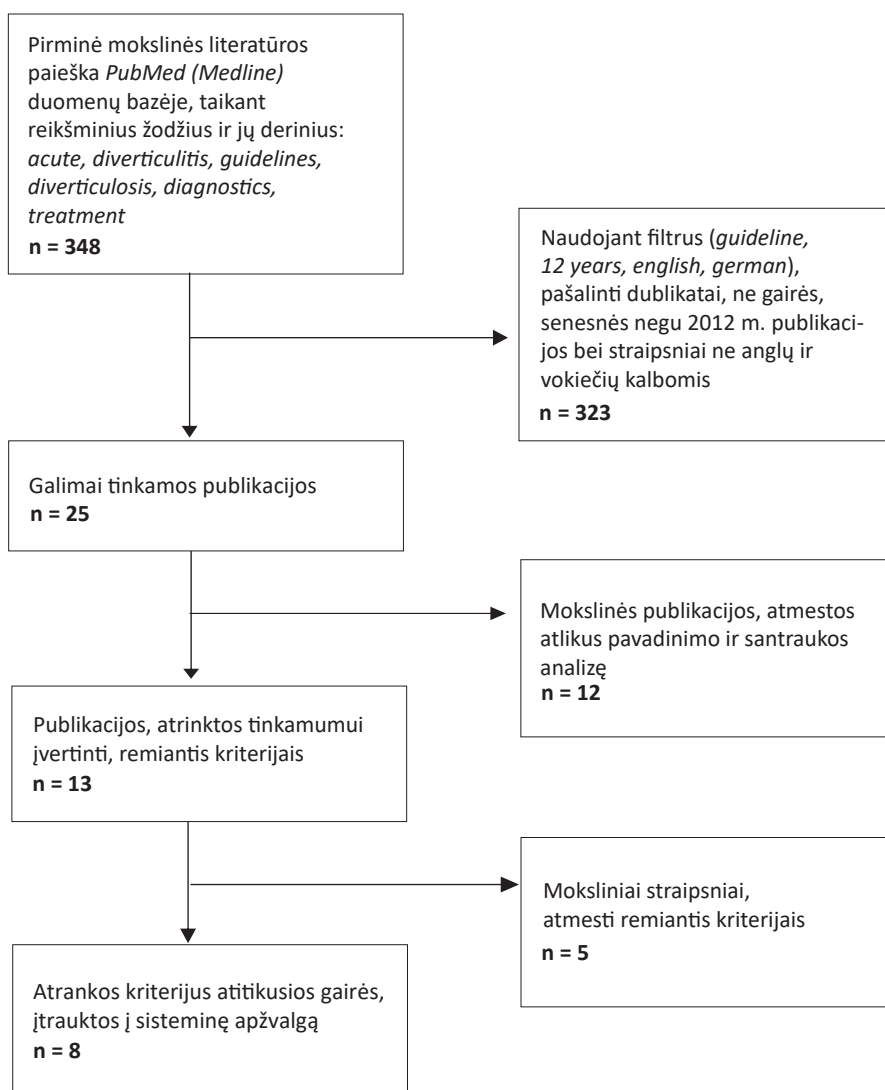 Pirminė mokslinės literatūros
paieška PubMed (Medline)
duomenų bazėje, taikant
reikšminius žodžius ir jų derinius:
acute, diverticulitis, guidelines,
diverticulosis, diagnostics,
treatment
n = 348
Naudojant filtrus (guideline,
12 years, english, german),
pašalinti dublikatai, ne gairės,
senesnės negu 2012 m. publikaci-
jos bei straipsniai ne anglų ir
vokiečių kalbomis
n = 323
Galimai tinkamos publikacijos
n = 25
Mokslinės publikacijos, atmestos
atlikus pavadinimo ir santraukos
analizę
n = 12
Publikacijos, atrinktos tinkamumui
įvertinti, remiantis kriterijais
n = 13
Moksliniai straipsniai,
atmesti remiantis kriterijais
n = 5
Atrankos kriterijus atitikusios gairės,
įtrauktos į sisteminę apžvalgą
n = 8